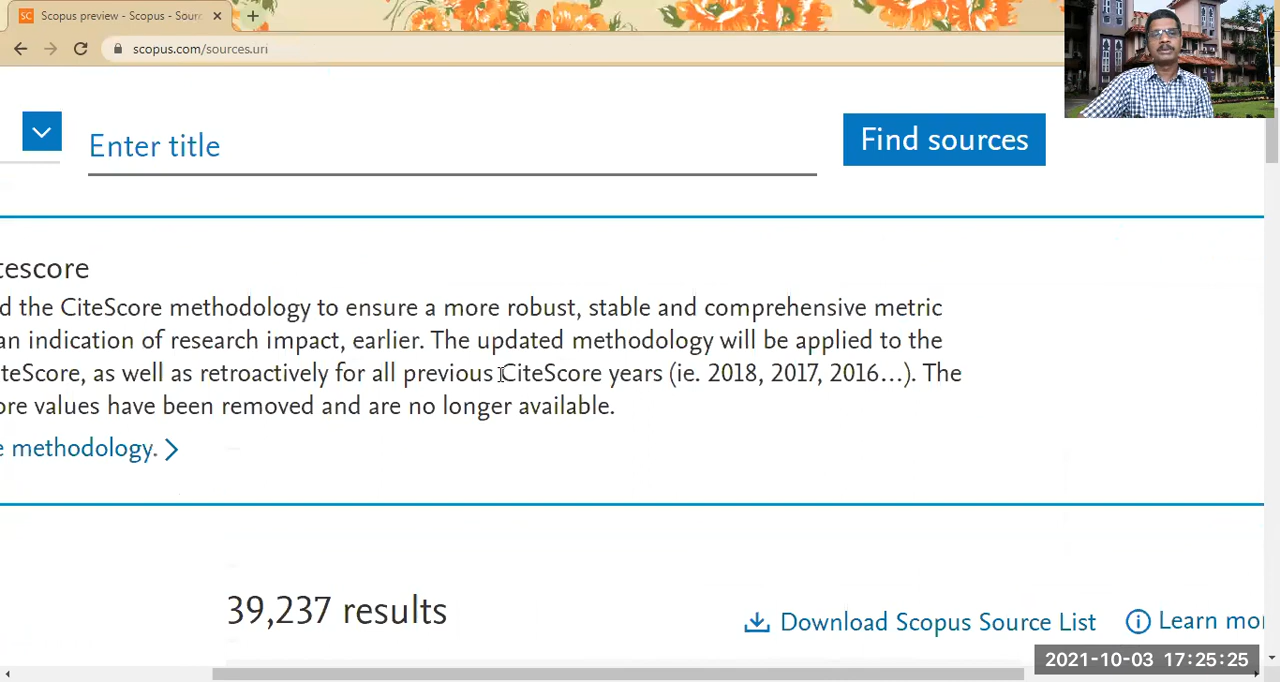 Scopus preview - Scopus - Sour
scopus.com/sources.uri
Enter title
Find sources
tescore
d the CiteScore methodology to ensure a more robust, stable and comprehensive metric
an indication of research impact, earlier. The updated methodology will be applied to the
teScore, as well as retroactively for all previous CiteScore years (ie. 2018, 2017, 2016…). The
ore values have been removed and are no longer available.
e methodology.
39,237 results
Download Scopus Source List
Learn mor
2021-10-03 17:25:25